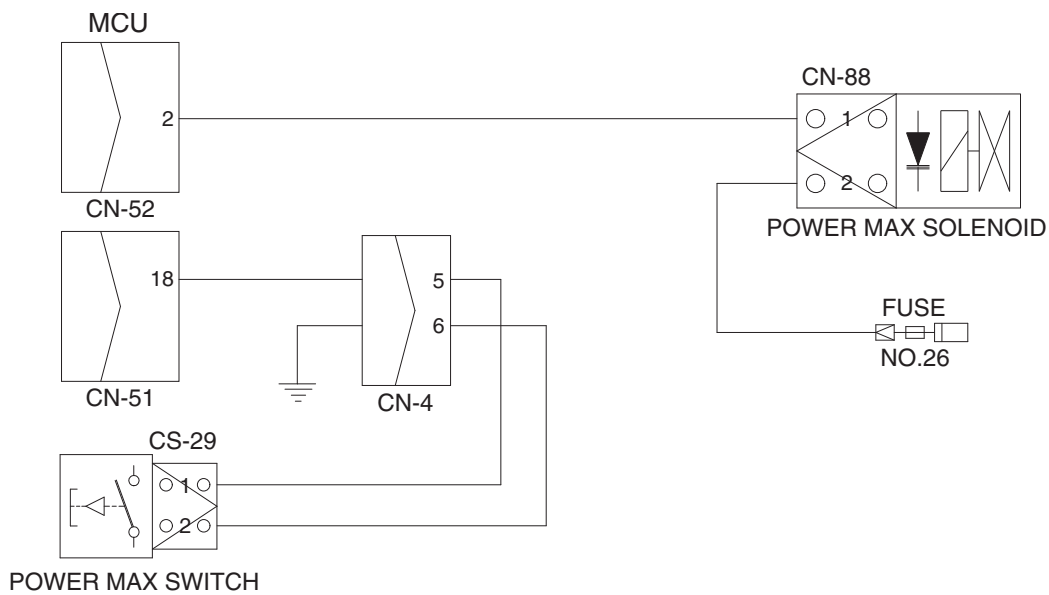 MCU
2
CN-52
CN-88
1
2
POWER MAX SOLENOID
18
CN-51
5
6
CN-4
FUSE
NO.26
CS-29
1
2
POWER MAX SWITCH